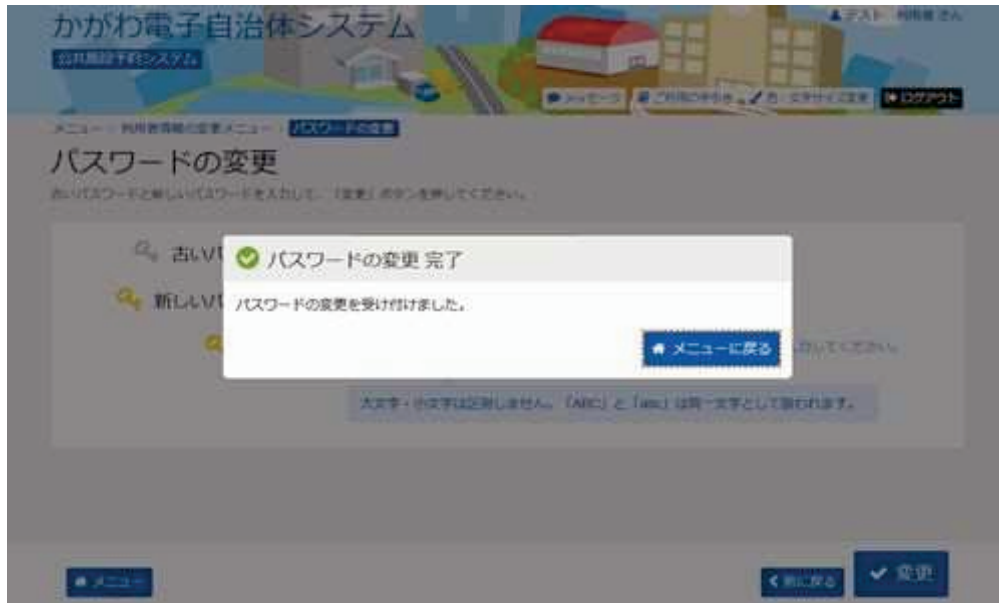 かがわ電子自治体システム
公共施設予約システム
テスト 利用者 さん
メッセージ
ご利用の手引き
色・文字サイズ変更
ログアウト
メニュー 利用者情報の変更メニュー パスワードの変更
パスワードの変更
古いパスワードと新しいパスワードを入力して、「変更」ボタンを押してください。
古いパ
パスワードの変更 完了
新しいパ
パスワードの変更を受け付けました。
メニューに戻る
力してください。
大文字・小文字は区別しません。「ABC」と「abc」は同一文字として扱われます。
メニュー
前に戻る
変更